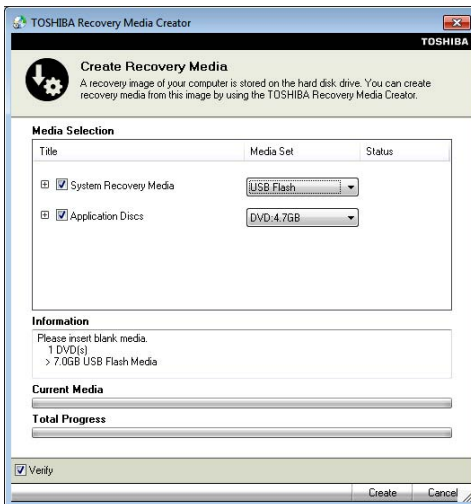 TOSHIBA Recovery Media Creator
TOSHIBA
Create Recovery Media
A recovery image of your computer is stored on the hard disk drive. You can create
recovery media from this image by using the TOSHIBA Recovery Media Creator.
Media Selection
Title Media Set Status
System Recovery Media USB Flash
Application Discs DVD:4.7GB
Information
Please insert blank media.
1 DVD(s)
> 7.0GB USB Flash Media
Current Media
Total Progress
Verify
Create Cancel